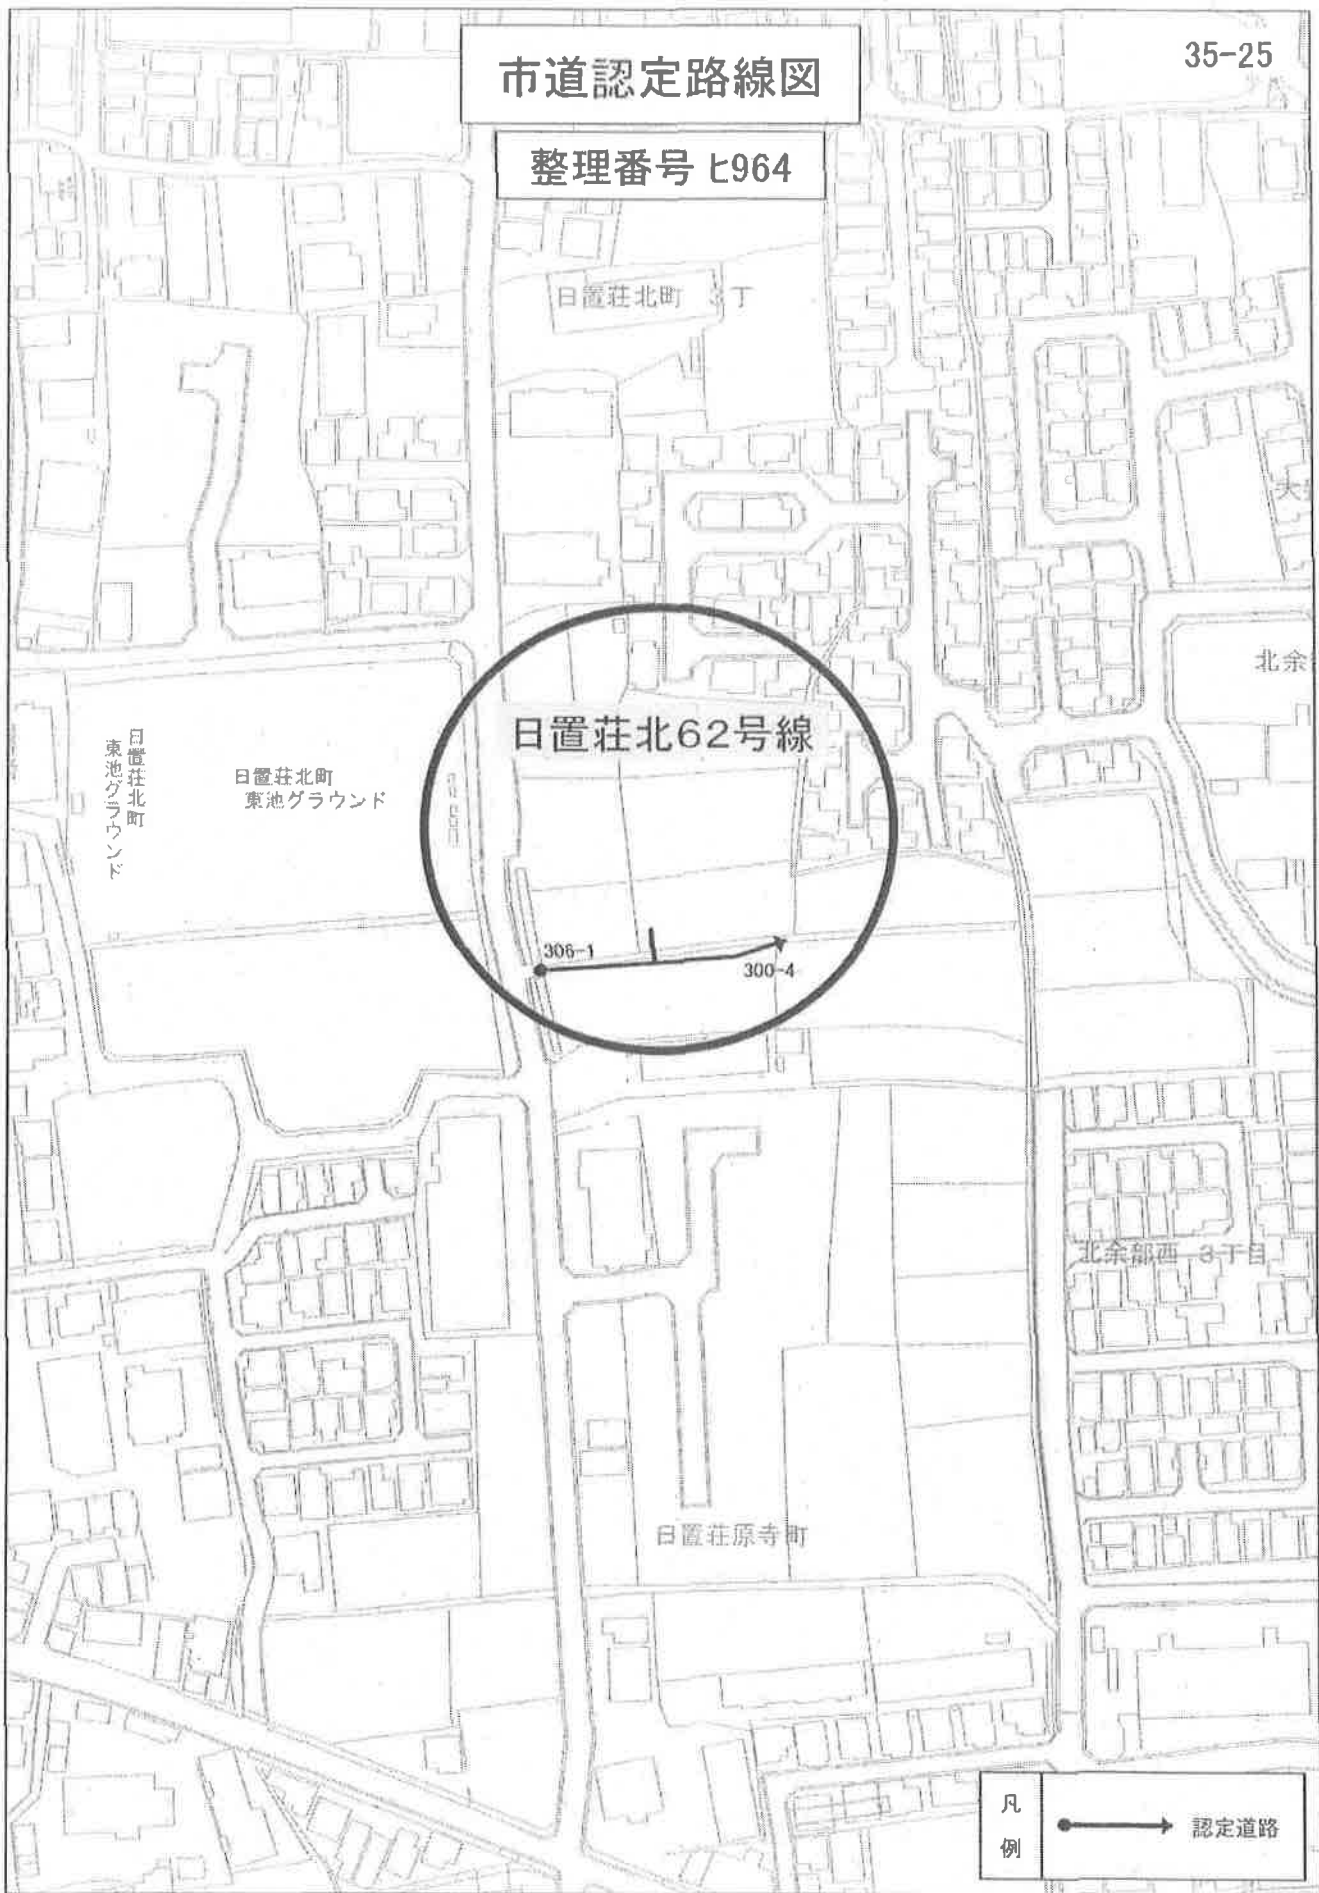 35-25
市道認定路線図
整理番号 ヒ964
日置荘北町 3丁
北余
日置荘北62号線
日置荘北町
東池グラウンド
日置荘北町
東池グラウンド
306-1
300-4
北余部西 3丁目
日置荘原寺町
凡例
認定道路